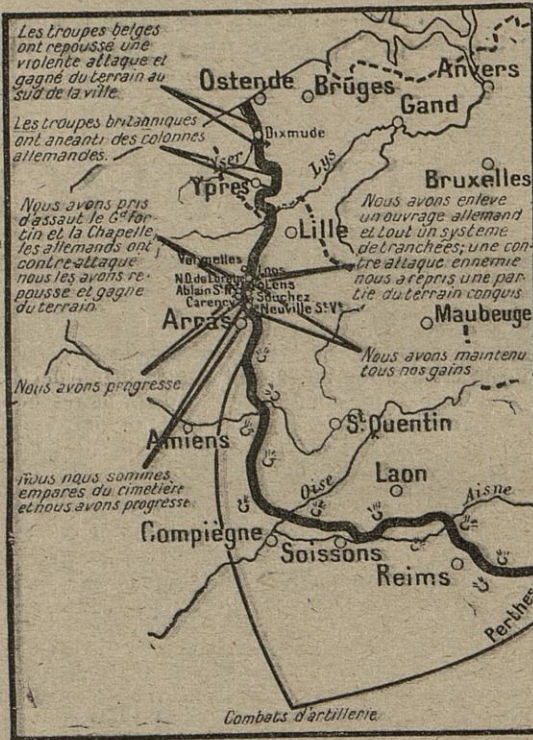 Les troupes belges
ont repoussé une
violente attaque et
gagné du terrain au
sud de la ville
Ostende
Bruges
Anvers
Gand
Les troupes britanniques
ont anéanti des colonnes
allemandes.
Dixmude
Yser
Lys
Ypres
Bruxelles
Nous avons pris
d'assaut le Gd for-
tin et la Chapelle
les allemands ont
contre-attaqué
nous les avons re-
poussé et gagné
du terrain
Nous avons enlevé
un ouvrage allemand
et tout un système
de tranchées; une con-
tre attaque ennemie
nous a repris une par-
tie du terrain conquis
Lille
Vermelles
Loos
N.D. de Lorette
Lens
Ablain St
Souchez
Carency
Neuville St Vt
Arras
Maubeuge
Nous avons maintenu
tous nos gains
Nous avons progressé
Amiens
St Quentin
Nous nous sommes
emparés du cimetière
et nous avons progressé
Oise
Laon
Aisne
Compiègne
Soissons
Reims
Perthes
Combats d'artillerie